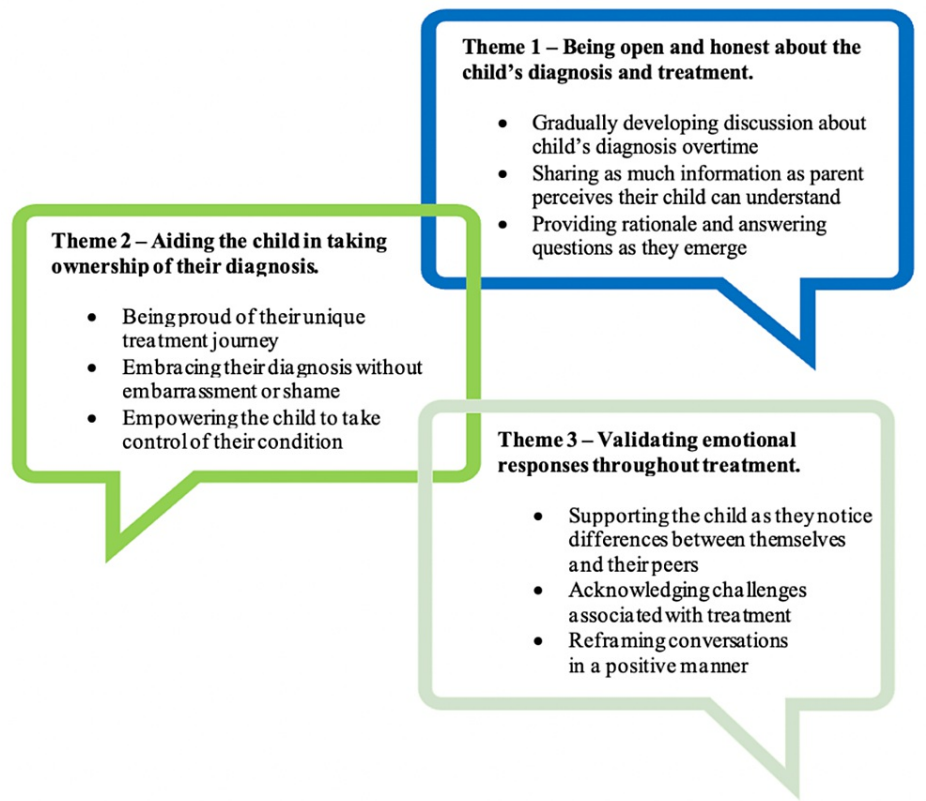 Theme 1 – Being open and honest about the
child’s diagnosis and treatment.
• Gradually developing discussion about
child’s diagnosis overtime
• Sharing as much information as parent
perceives their child can understand
• Providing rationale and answering
questions as they emerge
Theme 2 – Aiding the child in taking
ownership of their diagnosis.
• Being proud of their unique
treatment journey
• Embracing their diagnosis without
embarrassment or shame
• Empowering the child to take
control of their condition
Theme 3 – Validating emotional
responses throughout treatment.
• Supporting the child as they notice
differences between themselves
and their peers
• Acknowledging challenges
associated with treatment
• Reframing conversations
in a positive manner